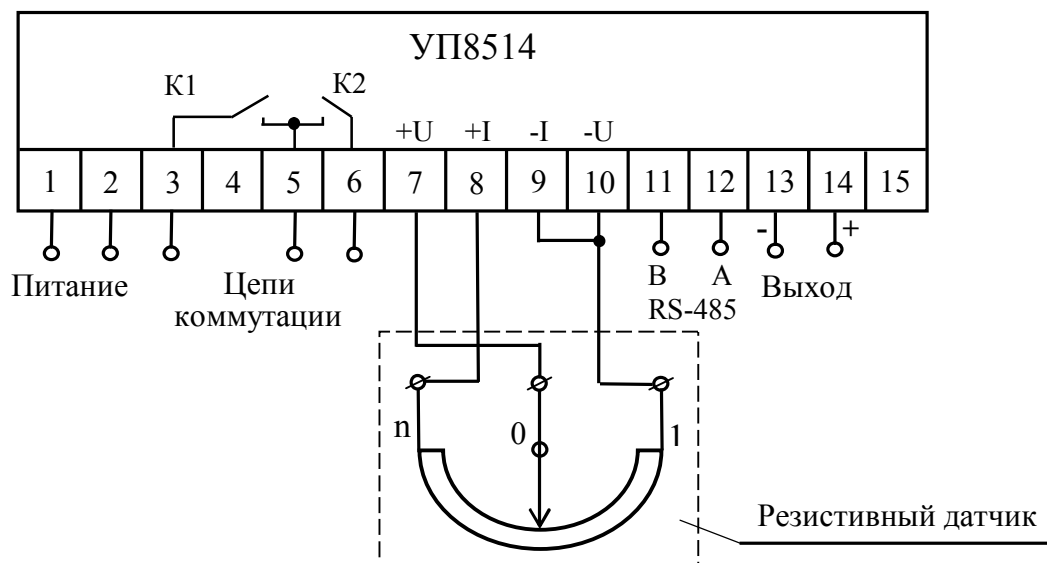 УП8514
К1 К2
+U +I -I -U
1 2 3 4 5 6 7 8 9 10 11 12 13 14 15
- +
Питание Цепи коммутации B A Выход
RS-485
n 0 1
Резистивный датчик